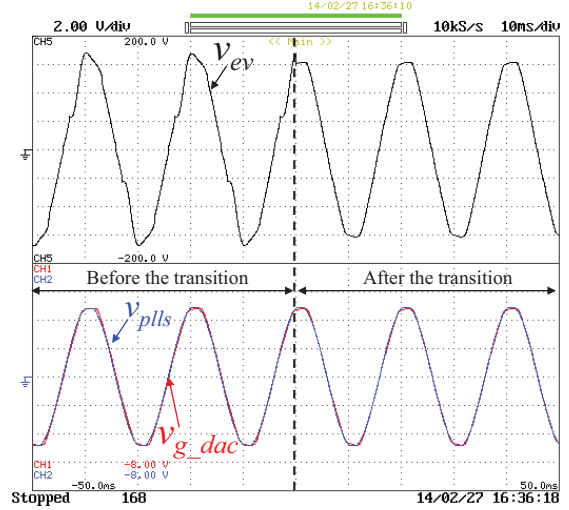 14/02/27 16:36:10
2.00 V/div 10kS/s 10ms/div
CH5 200.0 V << Main >>
v_ev
CH5 -200.0 V
CH1
CH2
Before the transition After the transition
v_plls
v_g_dac
CH1 -8.00 V
CH2 -8.00 V
-50.0ms 50.0ms
Stopped 168 14/02/27 16:36:18